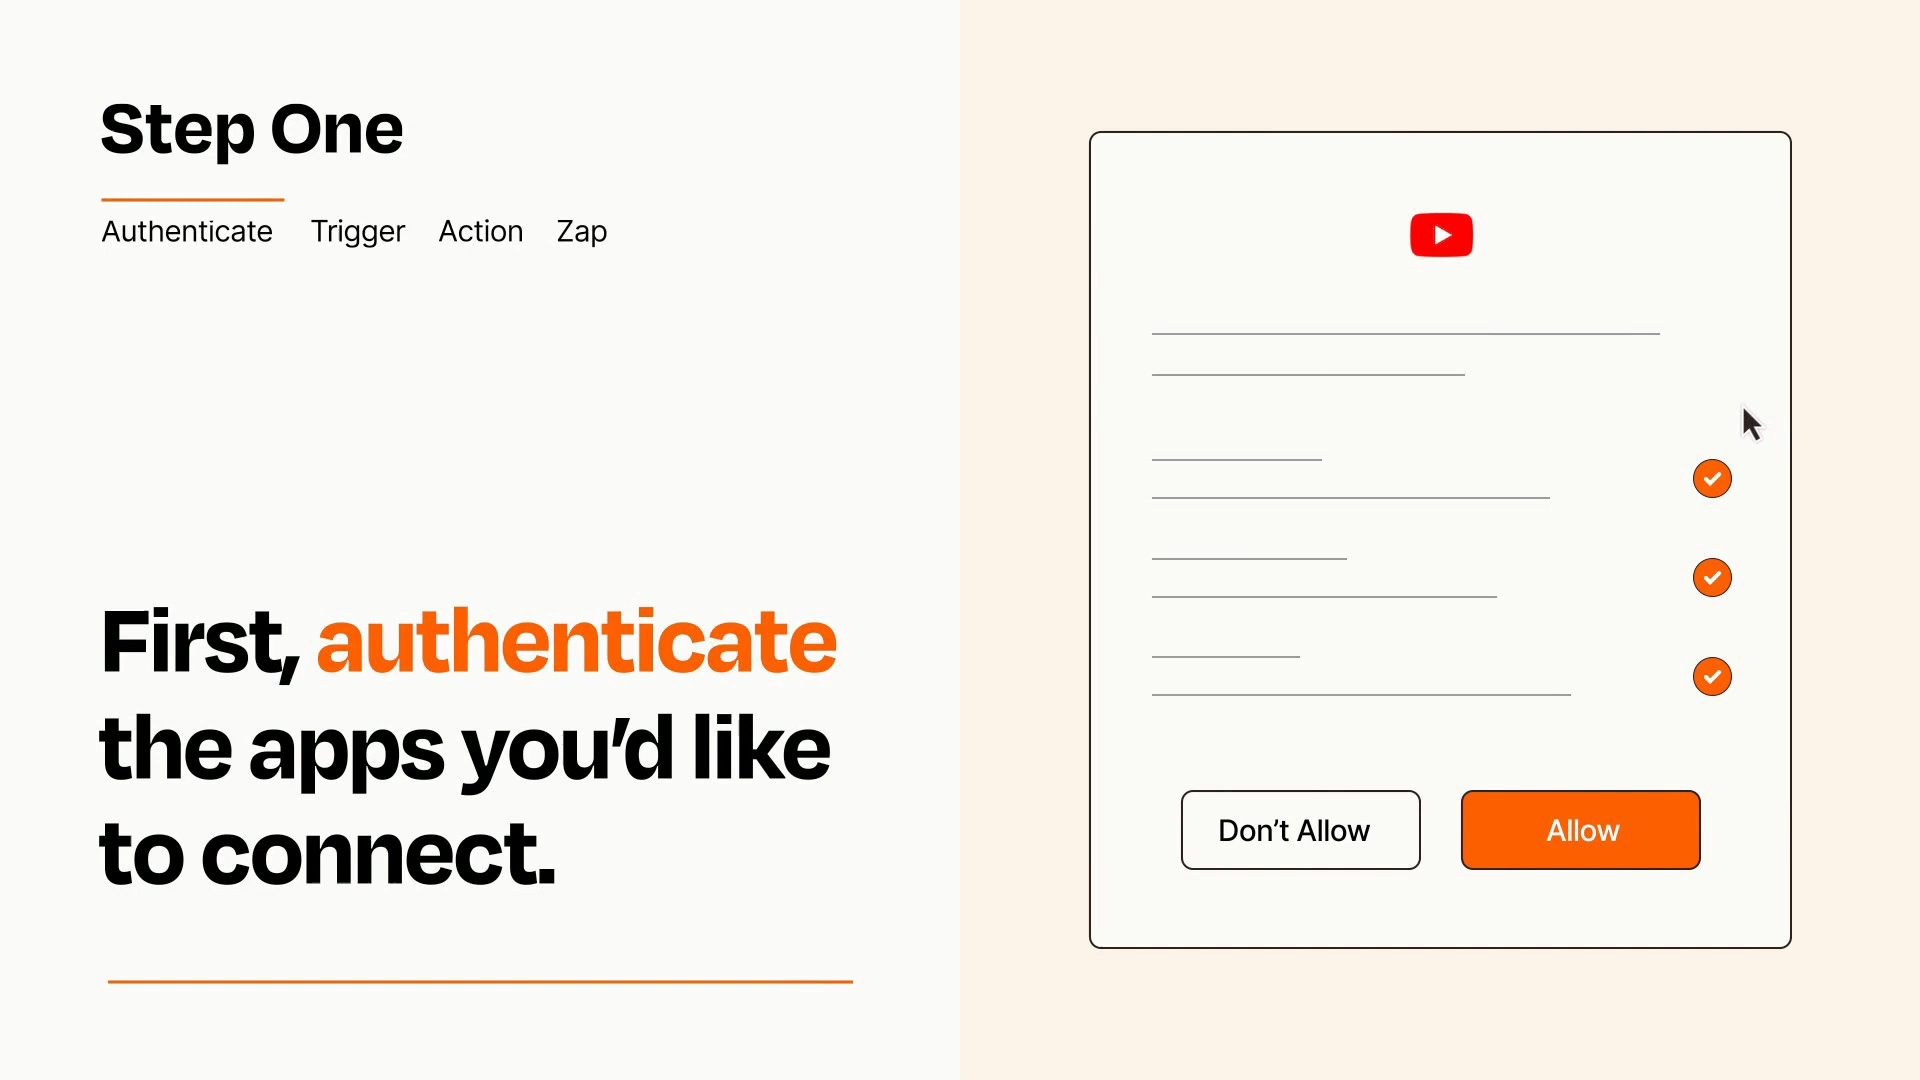 Step One
Authenticate Trigger Action Zap
First, authenticate
the apps you’d like
to connect.
Don’t Allow
Allow